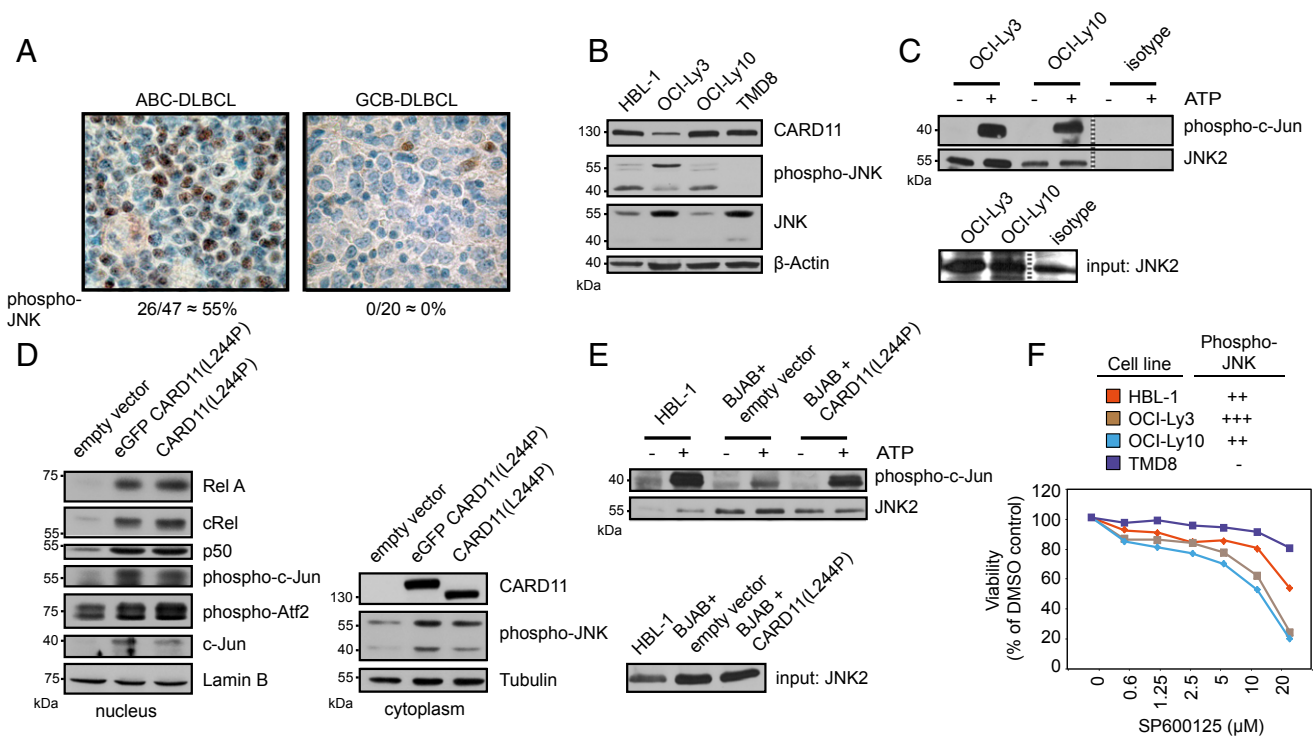 A
ABC-DLBCL
GCB-DLBCL
phospho-
JNK
26/47 ≈ 55%
0/20 ≈ 0%
B
HBL-1
OCI-Ly3
OCI-Ly10
TMD8
130
CARD11
55
40
phospho-JNK
55
40
JNK
40
β-Actin
kDa
C
OCI-Ly3
OCI-Ly10
isotype
- + - + - + ATP
40
phospho-c-Jun
55
JNK2
kDa
OCI-Ly3
OCI-Ly10
isotype
input: JNK2
D
empty vector
eGFP CARD11(L244P)
CARD11(L244P)
75
Rel A
cRel
55
p50
55
phospho-c-Jun
75
phospho-Atf2
40
c-Jun
75
Lamin B
kDa
nucleus
empty vector
eGFP CARD11(L244P)
CARD11(L244P)
130
CARD11
55
40
phospho-JNK
55
Tubulin
kDa
cytoplasm
E
HBL-1
BJAB+
empty vector
BJAB +
CARD11(L244P)
- + - + - + ATP
40
phospho-c-Jun
55
JNK2
kDa
HBL-1
BJAB+
empty vector
BJAB +
CARD11(L244P)
input: JNK2
F
Cell line
Phospho-
JNK
HBL-1 ++
OCI-Ly3 +++
OCI-Ly10 ++
TMD8 -
120
100
80
60
40
20
0
Viability
(% of DMSO control)
0 0.6 1.25 2.5 5 10 20
SP600125 (µM)